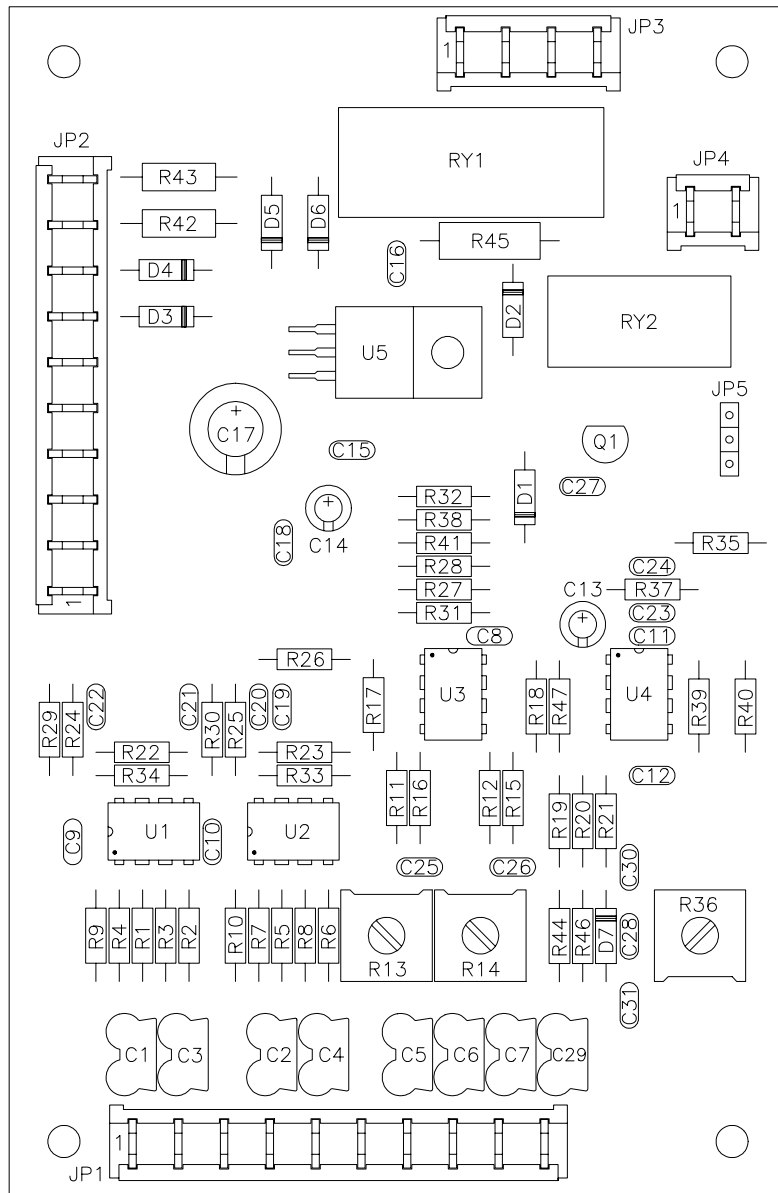 JP3
1
JP2
RY1
JP4
R43
D5
D6
R42
1
R45
C16
D4
D2
RY2
D3
U5
JP5
C17
C15
Q1
R32
D1
C27
R38
C18
C14
R41
R35
R28
C24
R27
C13
R37
1
R31
C23
C8
C11
R26
R17
U3
R18
R47
U4
R39
R40
R29
R24
C22
C21
R30
R25
C20
C19
R22
R23
R34
R33
R11
R16
R12
R15
C12
C9
U1
C10
U2
R19
R20
R21
C25
C26
C30
R36
R9
R4
R1
R3
R2
R10
R7
R5
R8
R6
R13
R14
R44
R46
D7
C28
C31
C1
C3
C2
C4
C5
C6
C7
C29
1
JP1